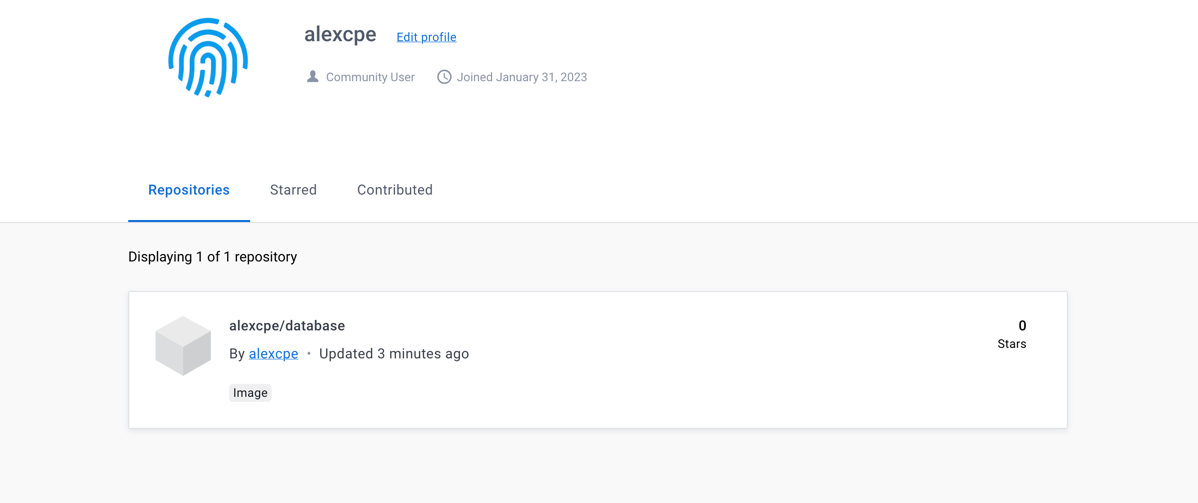 alexcpe Edit profile
Community User Joined January 31, 2023
Repositories Starred Contributed
Displaying 1 of 1 repository
alexcpe/database
0
By alexcpe • Updated 3 minutes ago
Stars
Image